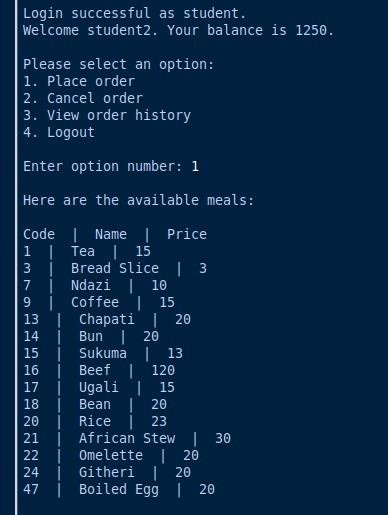 Login successful as student.
Welcome student2. Your balance is 1250.
Please select an option:
1. Place order
2. Cancel order
3. View order history
4. Logout
Enter option number: 1
Here are the available meals:
Code | Name | Price
1 | Tea | 15
3 | Bread Slice | 3
7 | Ndazi | 10
9 | Coffee | 15
13 | Chapati | 20
14 | Bun | 20
15 | Sukuma | 13
16 | Beef | 120
17 | Ugali | 15
18 | Bean | 20
20 | Rice | 23
21 | African Stew | 30
22 | Omelette | 20
24 | Githeri | 20
47 | Boiled Egg | 20